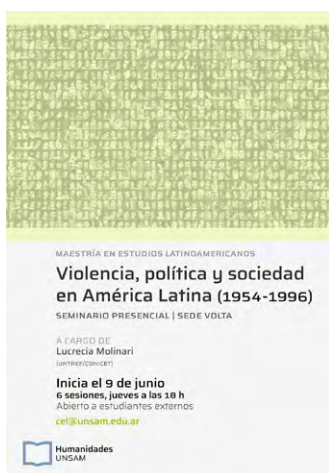 MAESTRÍA EN ESTUDIOS LATINOAMERICANOS
Violencia, política y sociedad
en América Latina (1954-1996)
SEMINARIO PRESENCIAL | SEDE VOLTA
A CARGO DE
Lucrecia Molinari
(UNTREF/CONICET)
Inicia el 9 de junio
6 sesiones, jueves a las 18 h
Abierto a estudiantes externos
cel@unsam.edu.ar
Humanidades
UNSAM